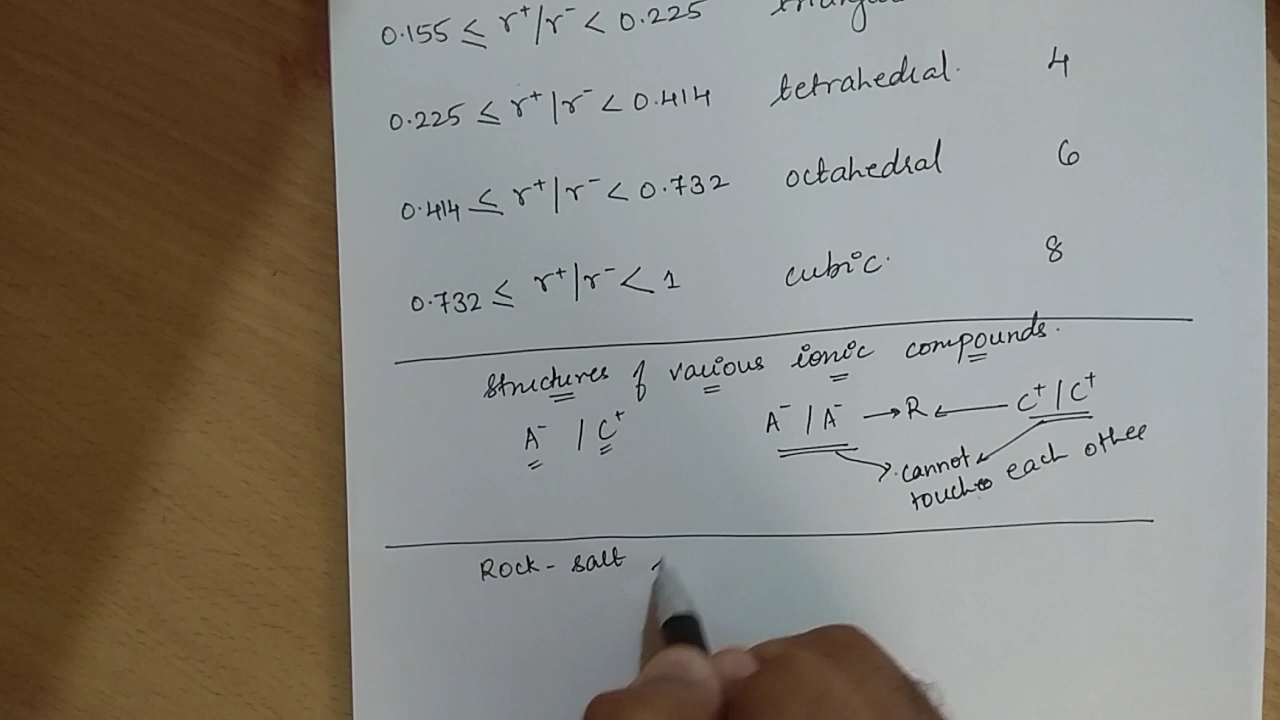 0.155 ≤ r⁺/r⁻ < 0.225
0.225 ≤ r⁺/r⁻ < 0.414 tetrahedral. 4
0.414 ≤ r⁺/r⁻ < 0.732 octahedral 6
0.732 ≤ r⁺/r⁻ < 1 cubic. 8
Structures of various ionic compounds.
A⁻ / C⁺ A⁻ / A⁻ → R ← C⁺ / C⁺
cannot
touch each other
Rock - salt